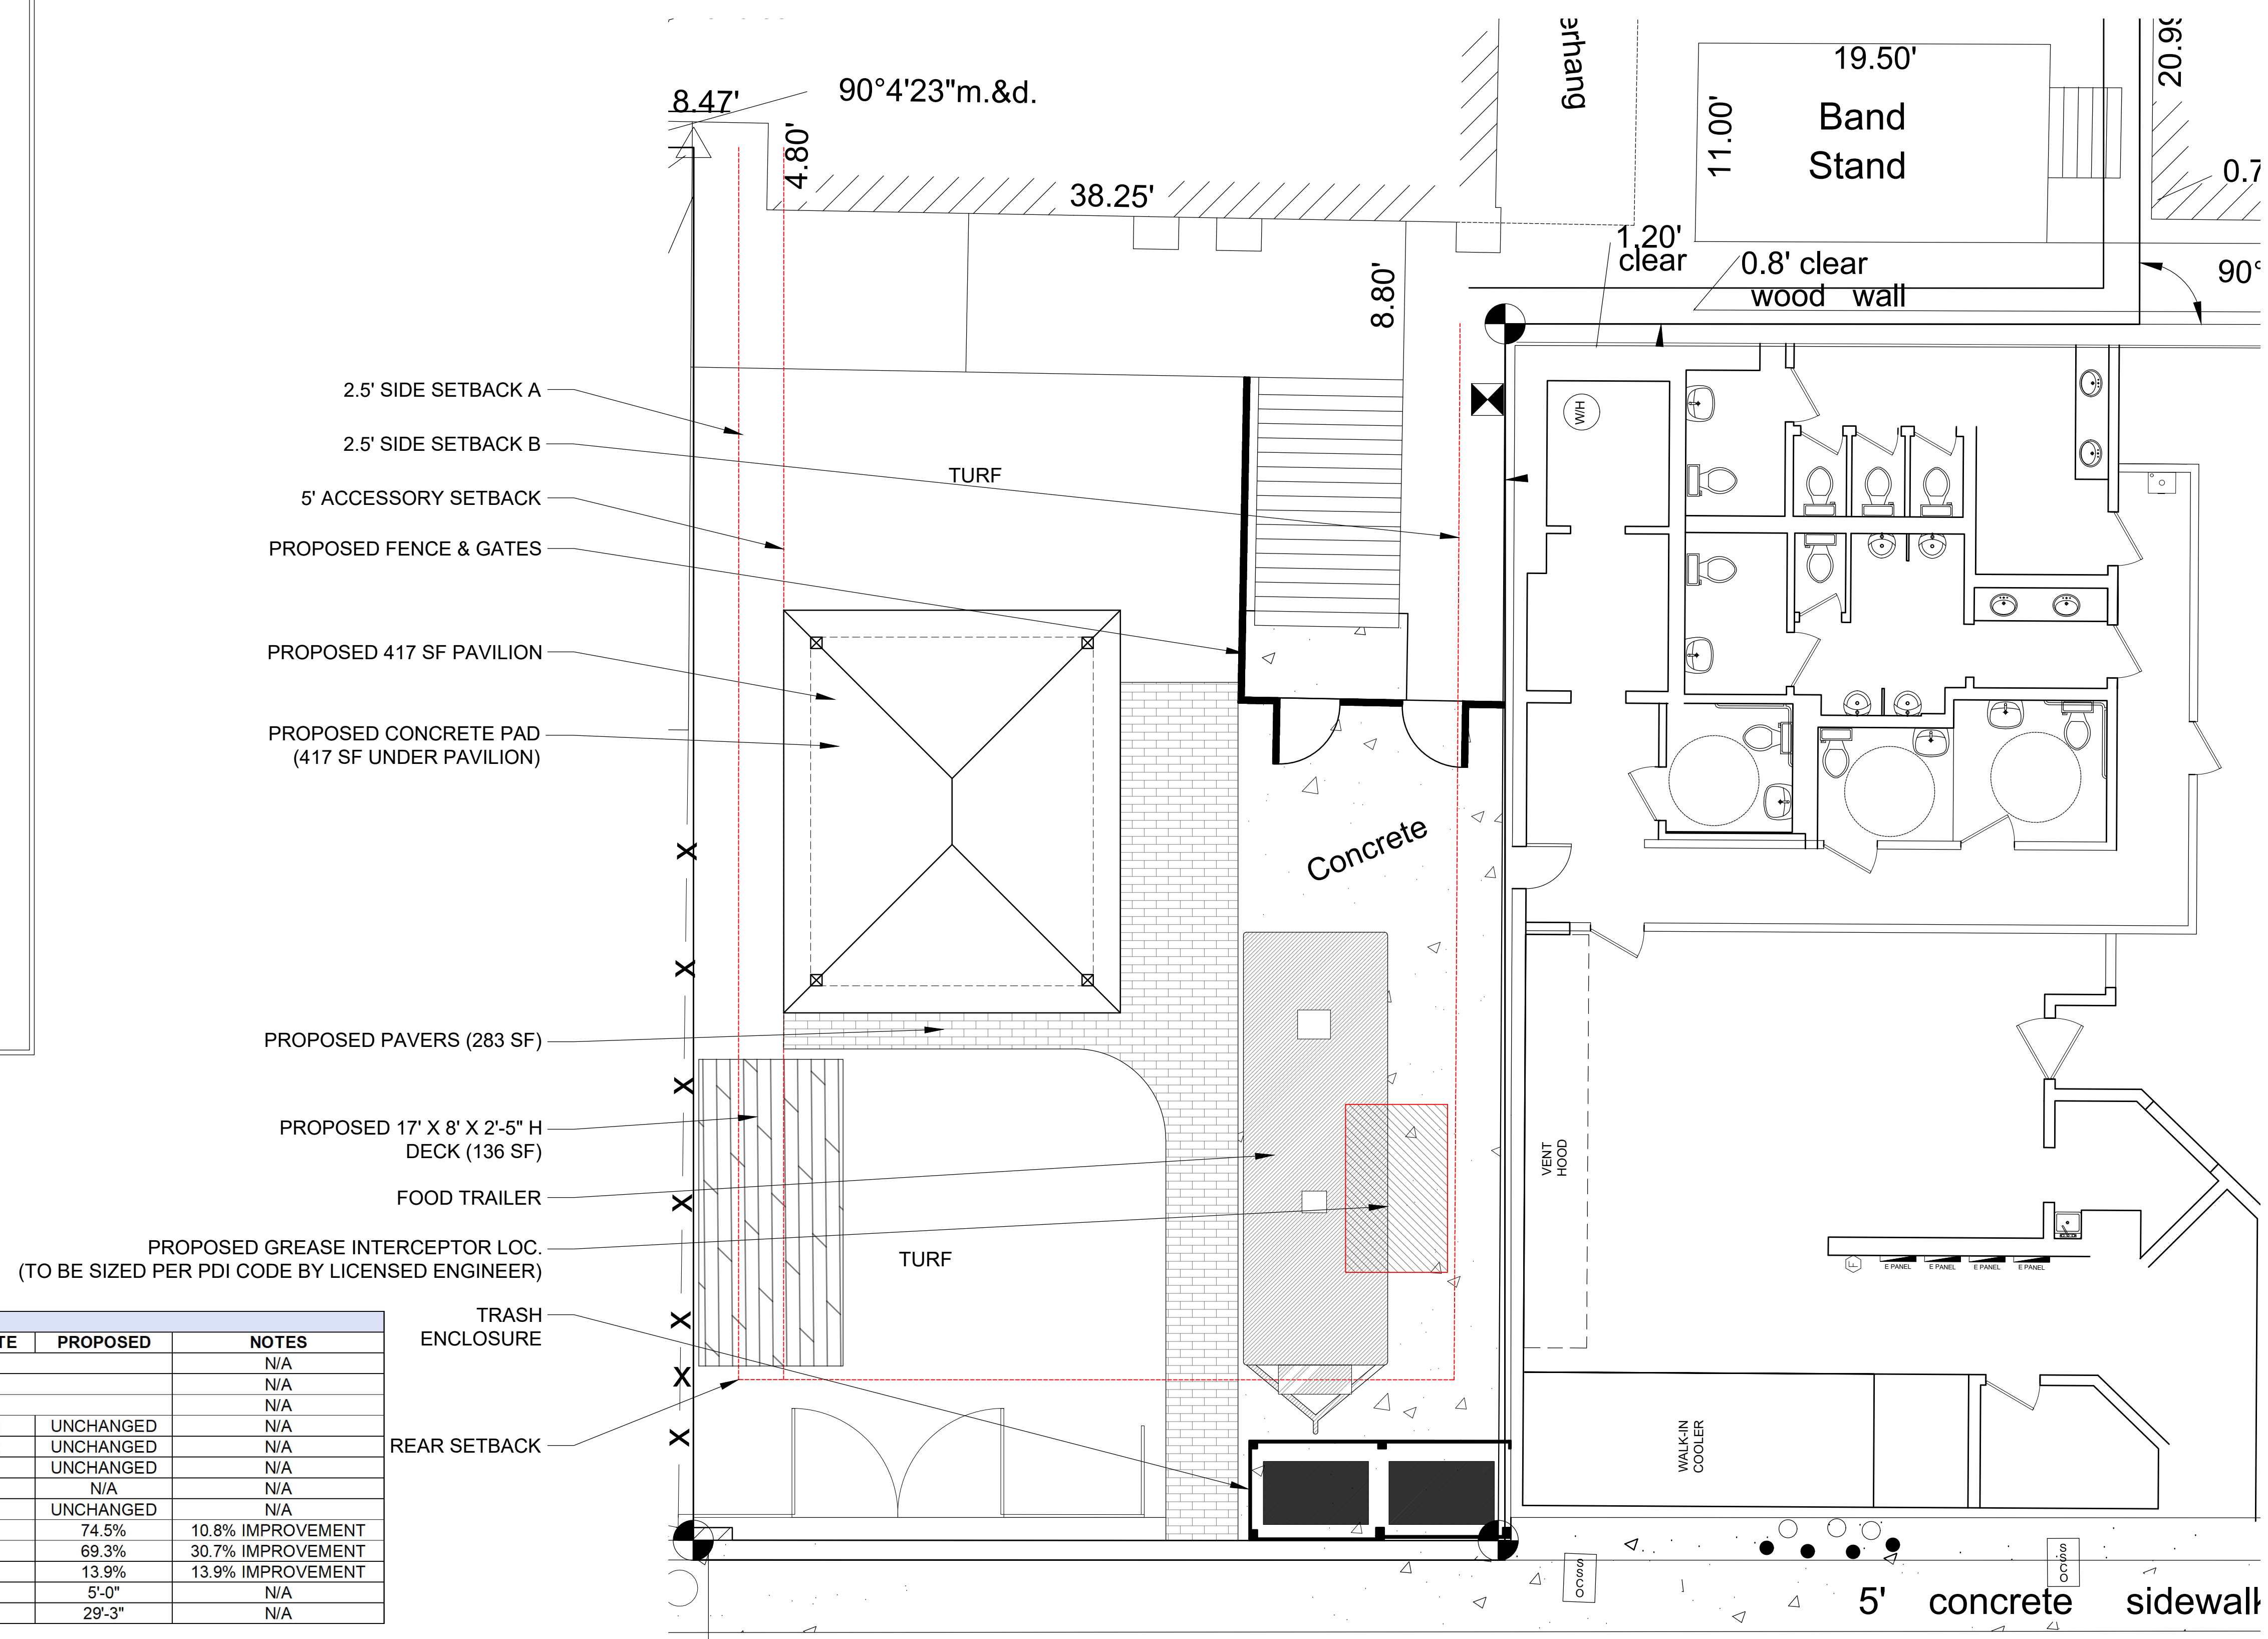 8.47'
90°4'23"m.&d.
4.80'
38.25'
19.50'
11.00'
Band
Stand
1.20'
clear
0.8' clear
wood wall
90°
8.80'
2.5' SIDE SETBACK A
2.5' SIDE SETBACK B
5' ACCESSORY SETBACK
PROPOSED FENCE & GATES
PROPOSED 417 SF PAVILION
PROPOSED CONCRETE PAD
(417 SF UNDER PAVILION)
PROPOSED PAVERS (283 SF)
PROPOSED 17' X 8' X 2'-5" H
DECK (136 SF)
FOOD TRAILER
PROPOSED GREASE INTERCEPTOR LOC.
(TO BE SIZED PER PDI CODE BY LICENSED ENGINEER)
TRASH
ENCLOSURE
REAR SETBACK
TURF
W/H
Concrete
TURF
X
X
X
X
X
X
X
VENT
HOOD
E PANEL E PANEL E PANEL E PANEL
WALK-IN
COOLER
SSCO
SSCO
5' concrete sidewalk
PROPOSED NOTES
N/A
N/A
N/A
UNCHANGED N/A
UNCHANGED N/A
UNCHANGED N/A
N/A N/A
UNCHANGED N/A
74.5% 10.8% IMPROVEMENT
69.3% 30.7% IMPROVEMENT
13.9% 13.9% IMPROVEMENT
5'-0" N/A
29'-3" N/A